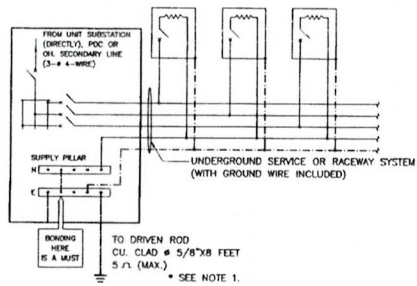 FROM UNIT SUBSTATION
(DIRECTLY), PDC OR
OIL SECONDARY LINE
(3-ø 4-WIRE)
SUPPLY PILLAR
N
E
UNDERGROUND SERVICE OR RACEWAY SYSTEM
(WITH GROUND WIRE INCLUDED)
BONDING
HERE
IS A MUST
TO DRIVEN ROD
CU. CLAD ø 5/8"X8 FEET
5 Ω (MAX.)
* SEE NOTE 1.